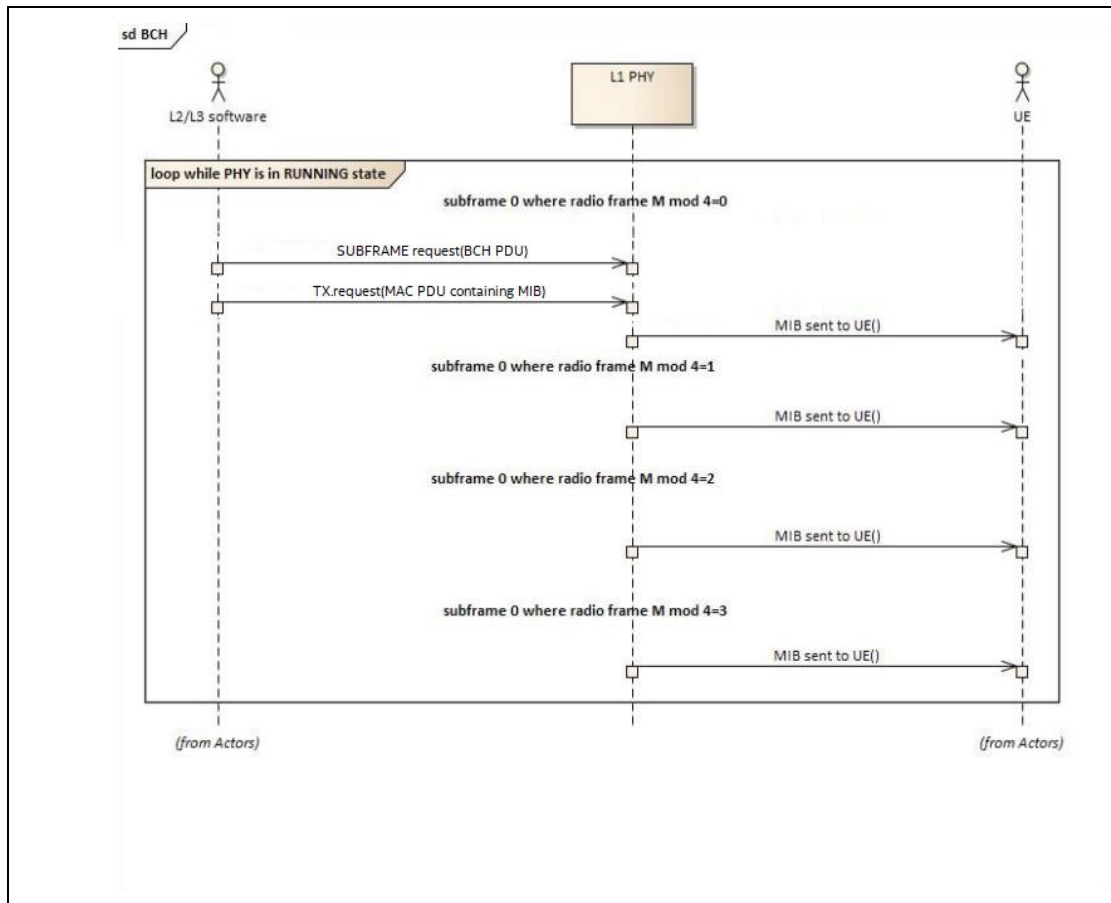 sd BCH
L2/L3 software
L1 PHY
UE
loop while PHY is in RUNNING state
subframe 0 where radio frame M mod 4=0
SUBFRAME request(BCH PDU)
TX.request(MAC PDU containing MIB)
MIB sent to UE()
subframe 0 where radio frame M mod 4=1
MIB sent to UE()
subframe 0 where radio frame M mod 4=2
MIB sent to UE()
subframe 0 where radio frame M mod 4=3
MIB sent to UE()
(from Actors)
(from Actors)